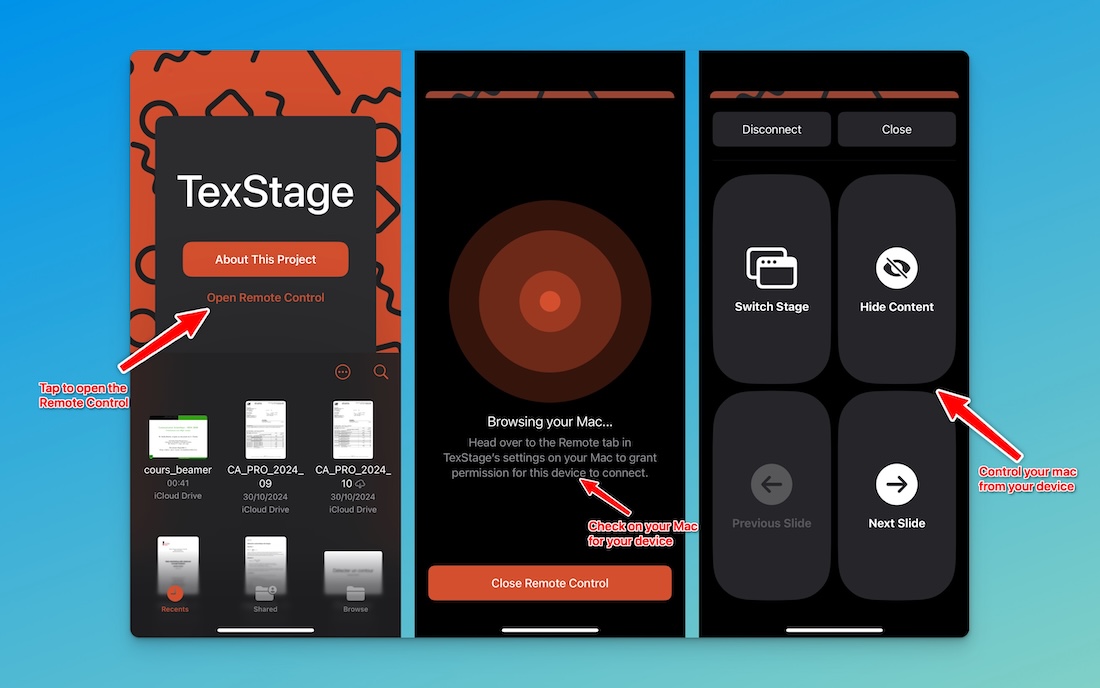 TexStage
About This Project
Open Remote Control
Tap to open the
Remote Control
cours_beamer
00:41
iCloud Drive
CA_PRO_2024_
09
30/10/2024
iCloud Drive
CA_PRO_2024_
10
30/10/2024
iCloud Drive
Recents
Shared
Browse
Browsing your Mac...
Head over to the Remote tab in
TexStage's settings on your Mac to grant
permission for this device to connect.
Check on your Mac
for your device
Close Remote Control
Disconnect
Close
Switch Stage
Hide Content
Control your mac
from your device
Previous Slide
Next Slide